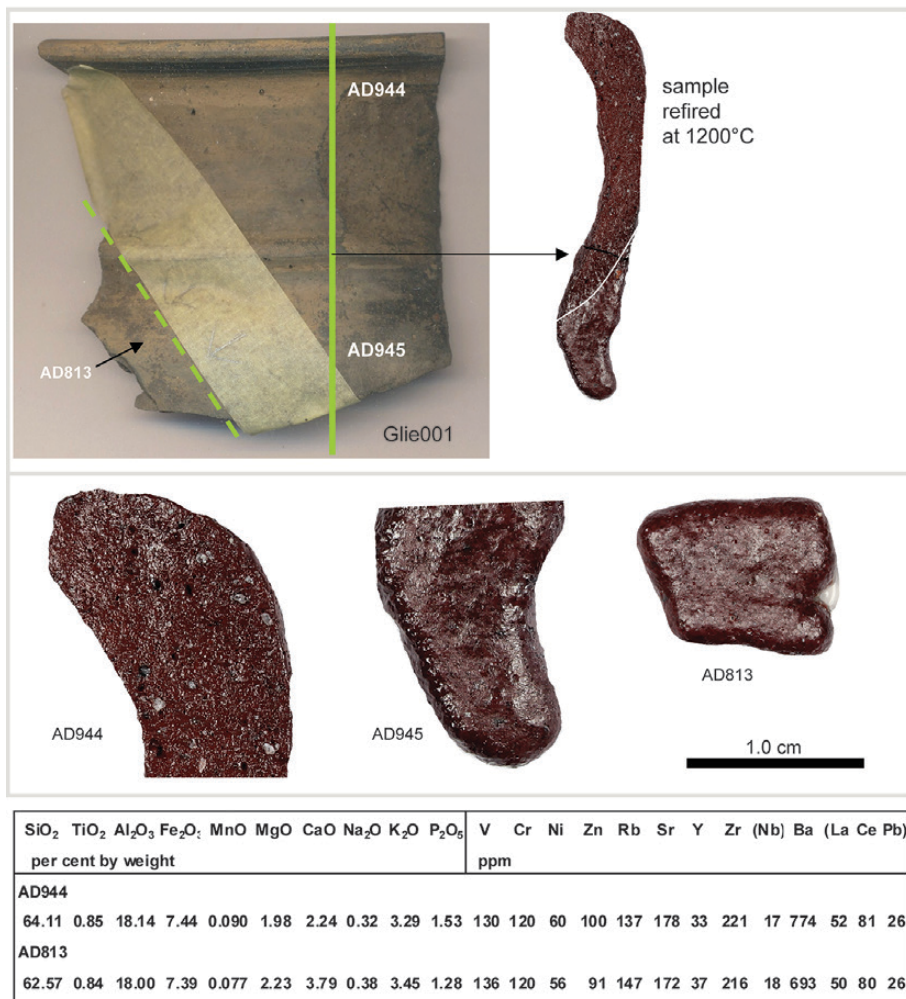 AD944
sample
refired
at 1200°C
AD945
AD813
Glie001
AD944
AD945
AD813
1.0 cm
SiO₂ TiO₂ Al₂O₃ Fe₂O₃ MnO MgO CaO Na₂O K₂O P₂O₅ V Cr Ni Zn Rb Sr Y Zr (Nb) Ba (La Ce Pb)
per cent by weight ppm
AD944
64.11 0.85 18.14 7.44 0.090 1.98 2.24 0.32 3.29 1.53 130 120 60 100 137 178 33 221 17 774 52 81 26
AD813
62.57 0.84 18.00 7.39 0.077 2.23 3.79 0.38 3.45 1.28 136 120 56 91 147 172 37 216 18 693 50 80 26